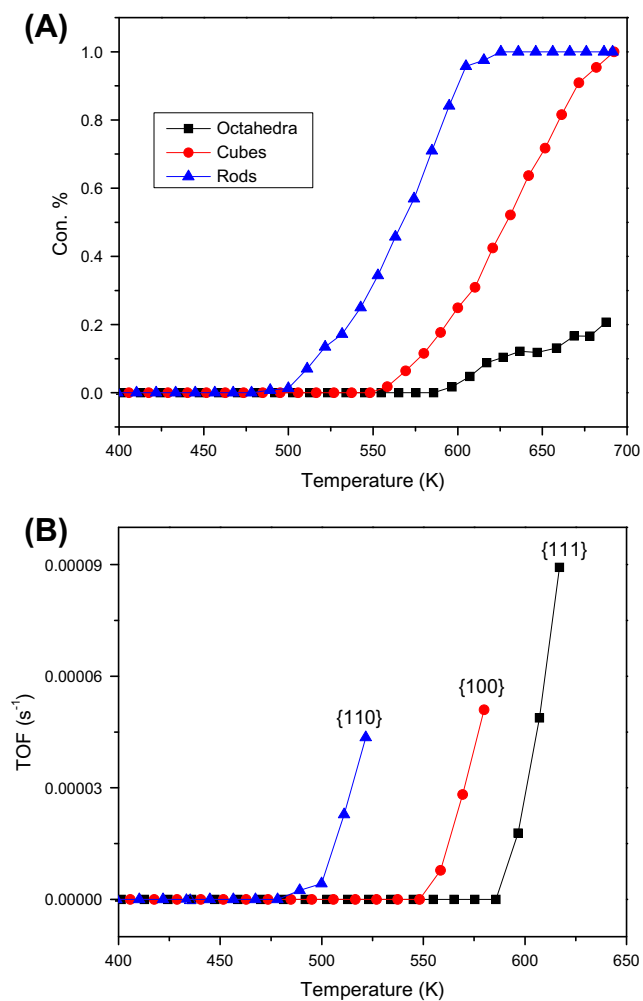 (A)
1.0
0.8
0.6
0.4
0.2
0.0
Con. %
Octahedra
Cubes
Rods
400 450 500 550 600 650 700
Temperature (K)
(B)
0.00009
0.00006
0.00003
0.00000
TOF (s⁻¹)
{110}
{100}
{111}
400 450 500 550 600 650
Temperature (K)